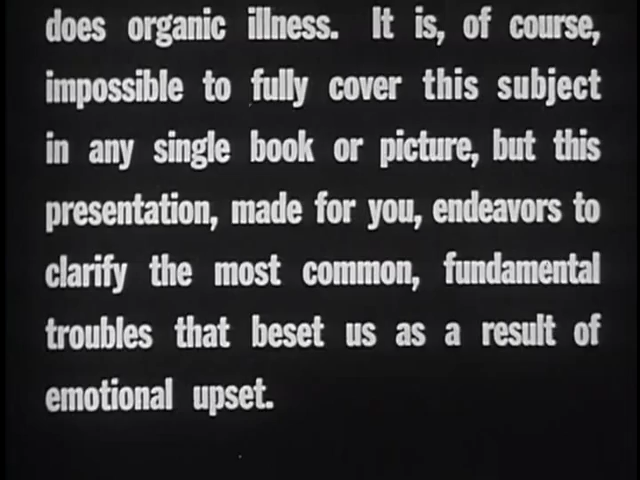 does organic illness. It is, of course,
impossible to fully cover this subject
in any single book or picture, but this
presentation, made for you, endeavors to
clarify the most common, fundamental
troubles that beset us as a result of
emotional upset.